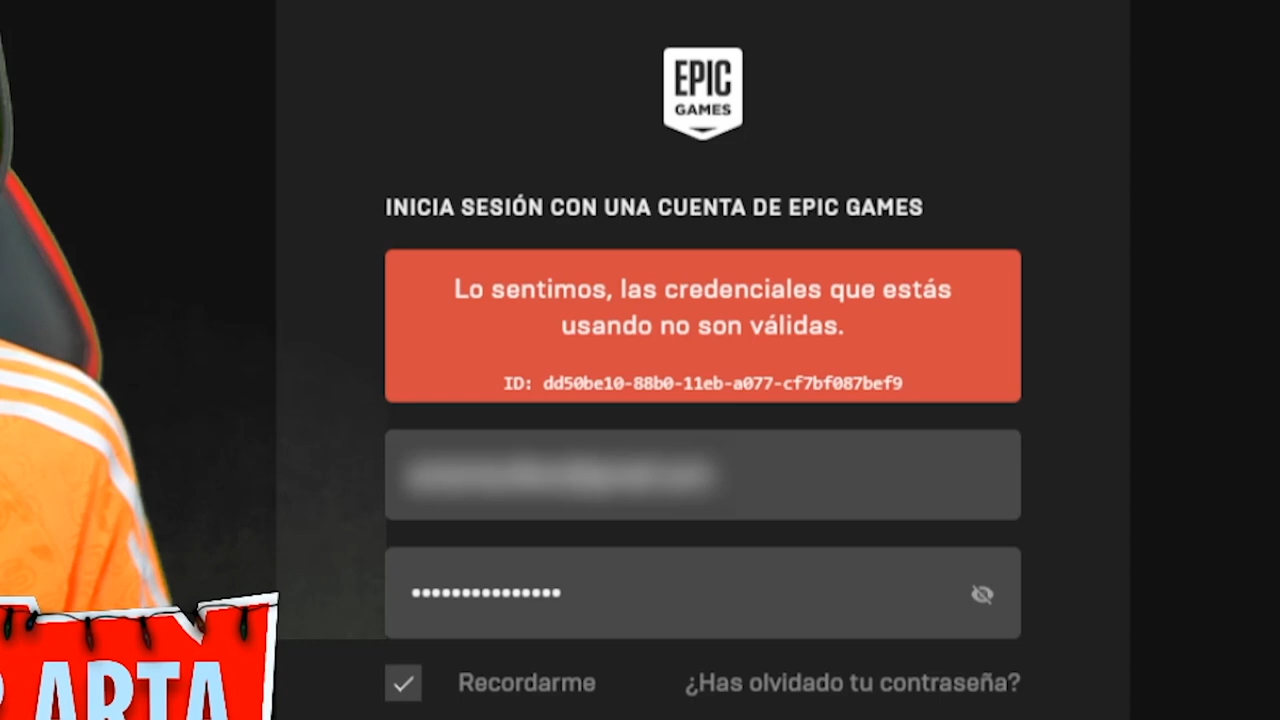 EPIC
GAMES
INICIA SESIÓN CON UNA CUENTA DE EPIC GAMES
Lo sentimos, las credenciales que estás
usando no son válidas.
ID: dd50be10-88b0-11eb-a077-cf7bf087bef9
Recordarme
¿Has olvidado tu contraseña?
ARTA